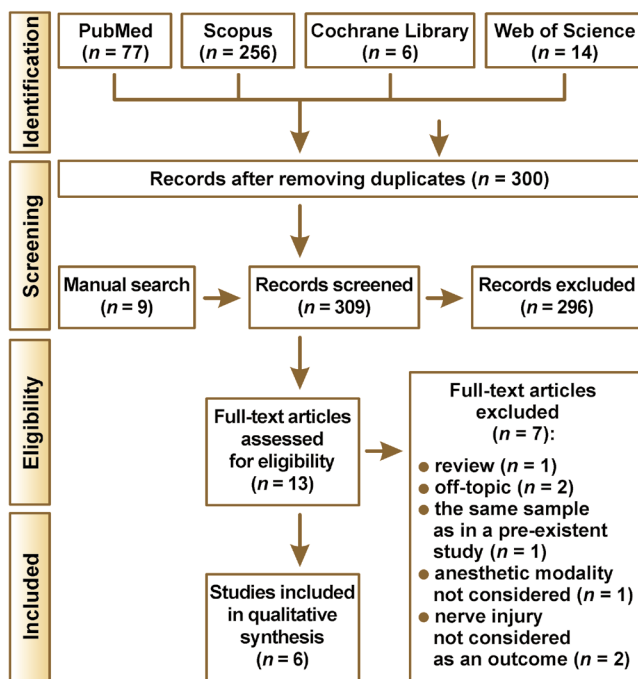 Identification
PubMed
(n = 77)
Scopus
(n = 256)
Cochrane Library
(n = 6)
Web of Science
(n = 14)
Screening
Records after removing duplicates (n = 300)
Manual search
(n = 9)
Records screened
(n = 309)
Records excluded
(n = 296)
Eligibility
Full-text articles
assessed
for eligibility
(n = 13)
Full-text articles
excluded
(n = 7):
● review (n = 1)
● off-topic (n = 2)
● the same sample
as in a pre-existent
study (n = 1)
● anesthetic modality
not considered (n = 1)
● nerve injury
not considered
as an outcome (n = 2)
Included
Studies included
in qualitative
synthesis
(n = 6)